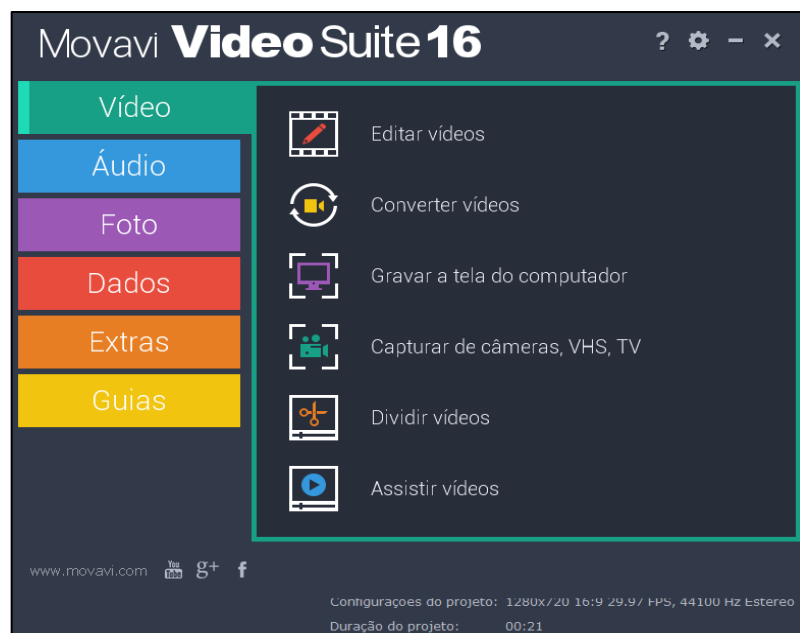 Movavi Video Suite 16
Vídeo
Áudio
Foto
Dados
Extras
Guias
Editar vídeos
Converter vídeos
Gravar a tela do computador
Capturar de câmeras, VHS, TV
Dividir vídeos
Assistir vídeos
www.movavi.com You Tube g+ f
Configurações do projeto: 1280x720 16:9 29.97 FPS, 44100 Hz Estéreo
Duração do projeto: 00:21